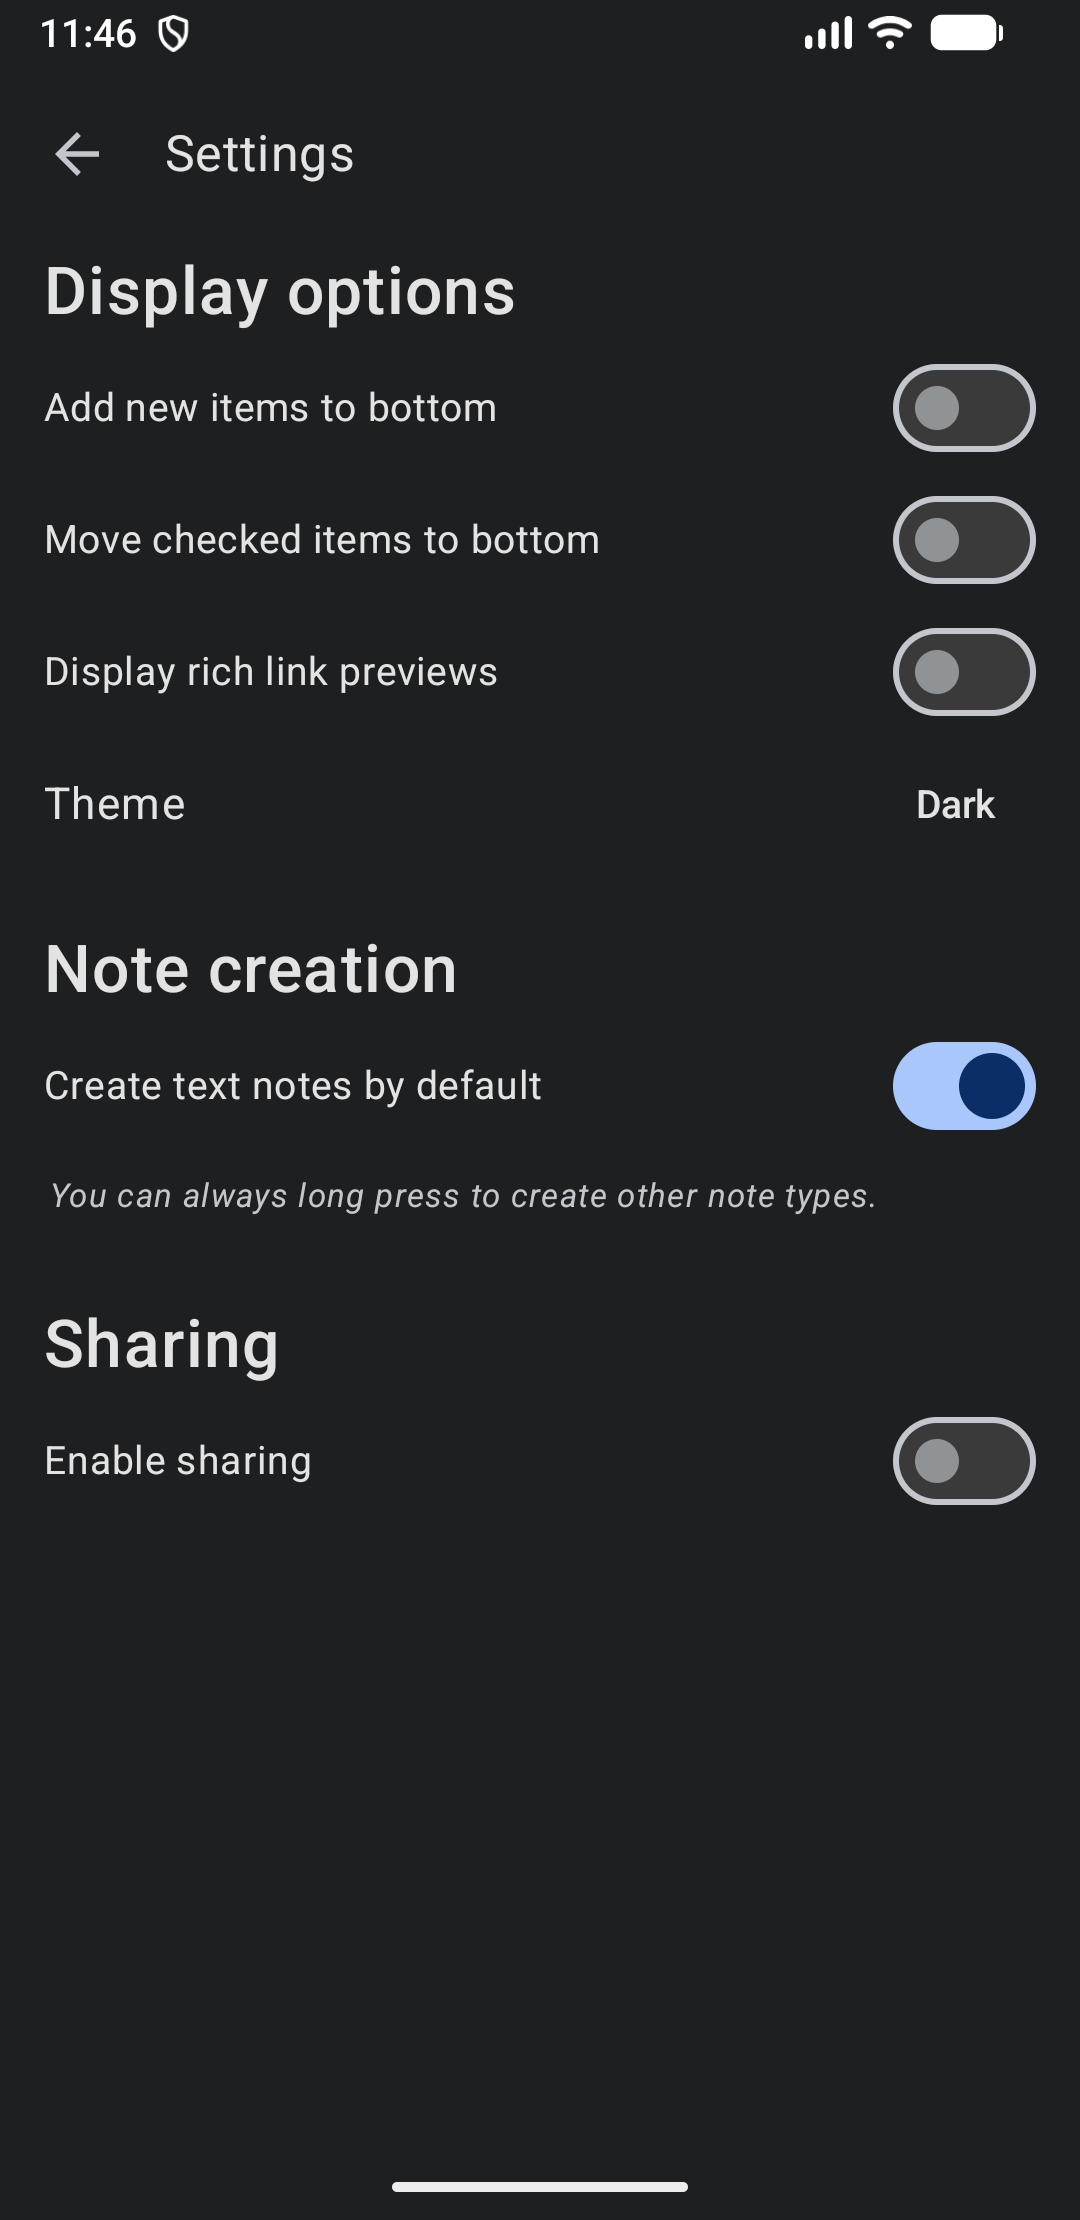 11:46
Settings
Display options
Add new items to bottom
Move checked items to bottom
Display rich link previews
Theme Dark
Note creation
Create text notes by default
You can always long press to create other note types.
Sharing
Enable sharing